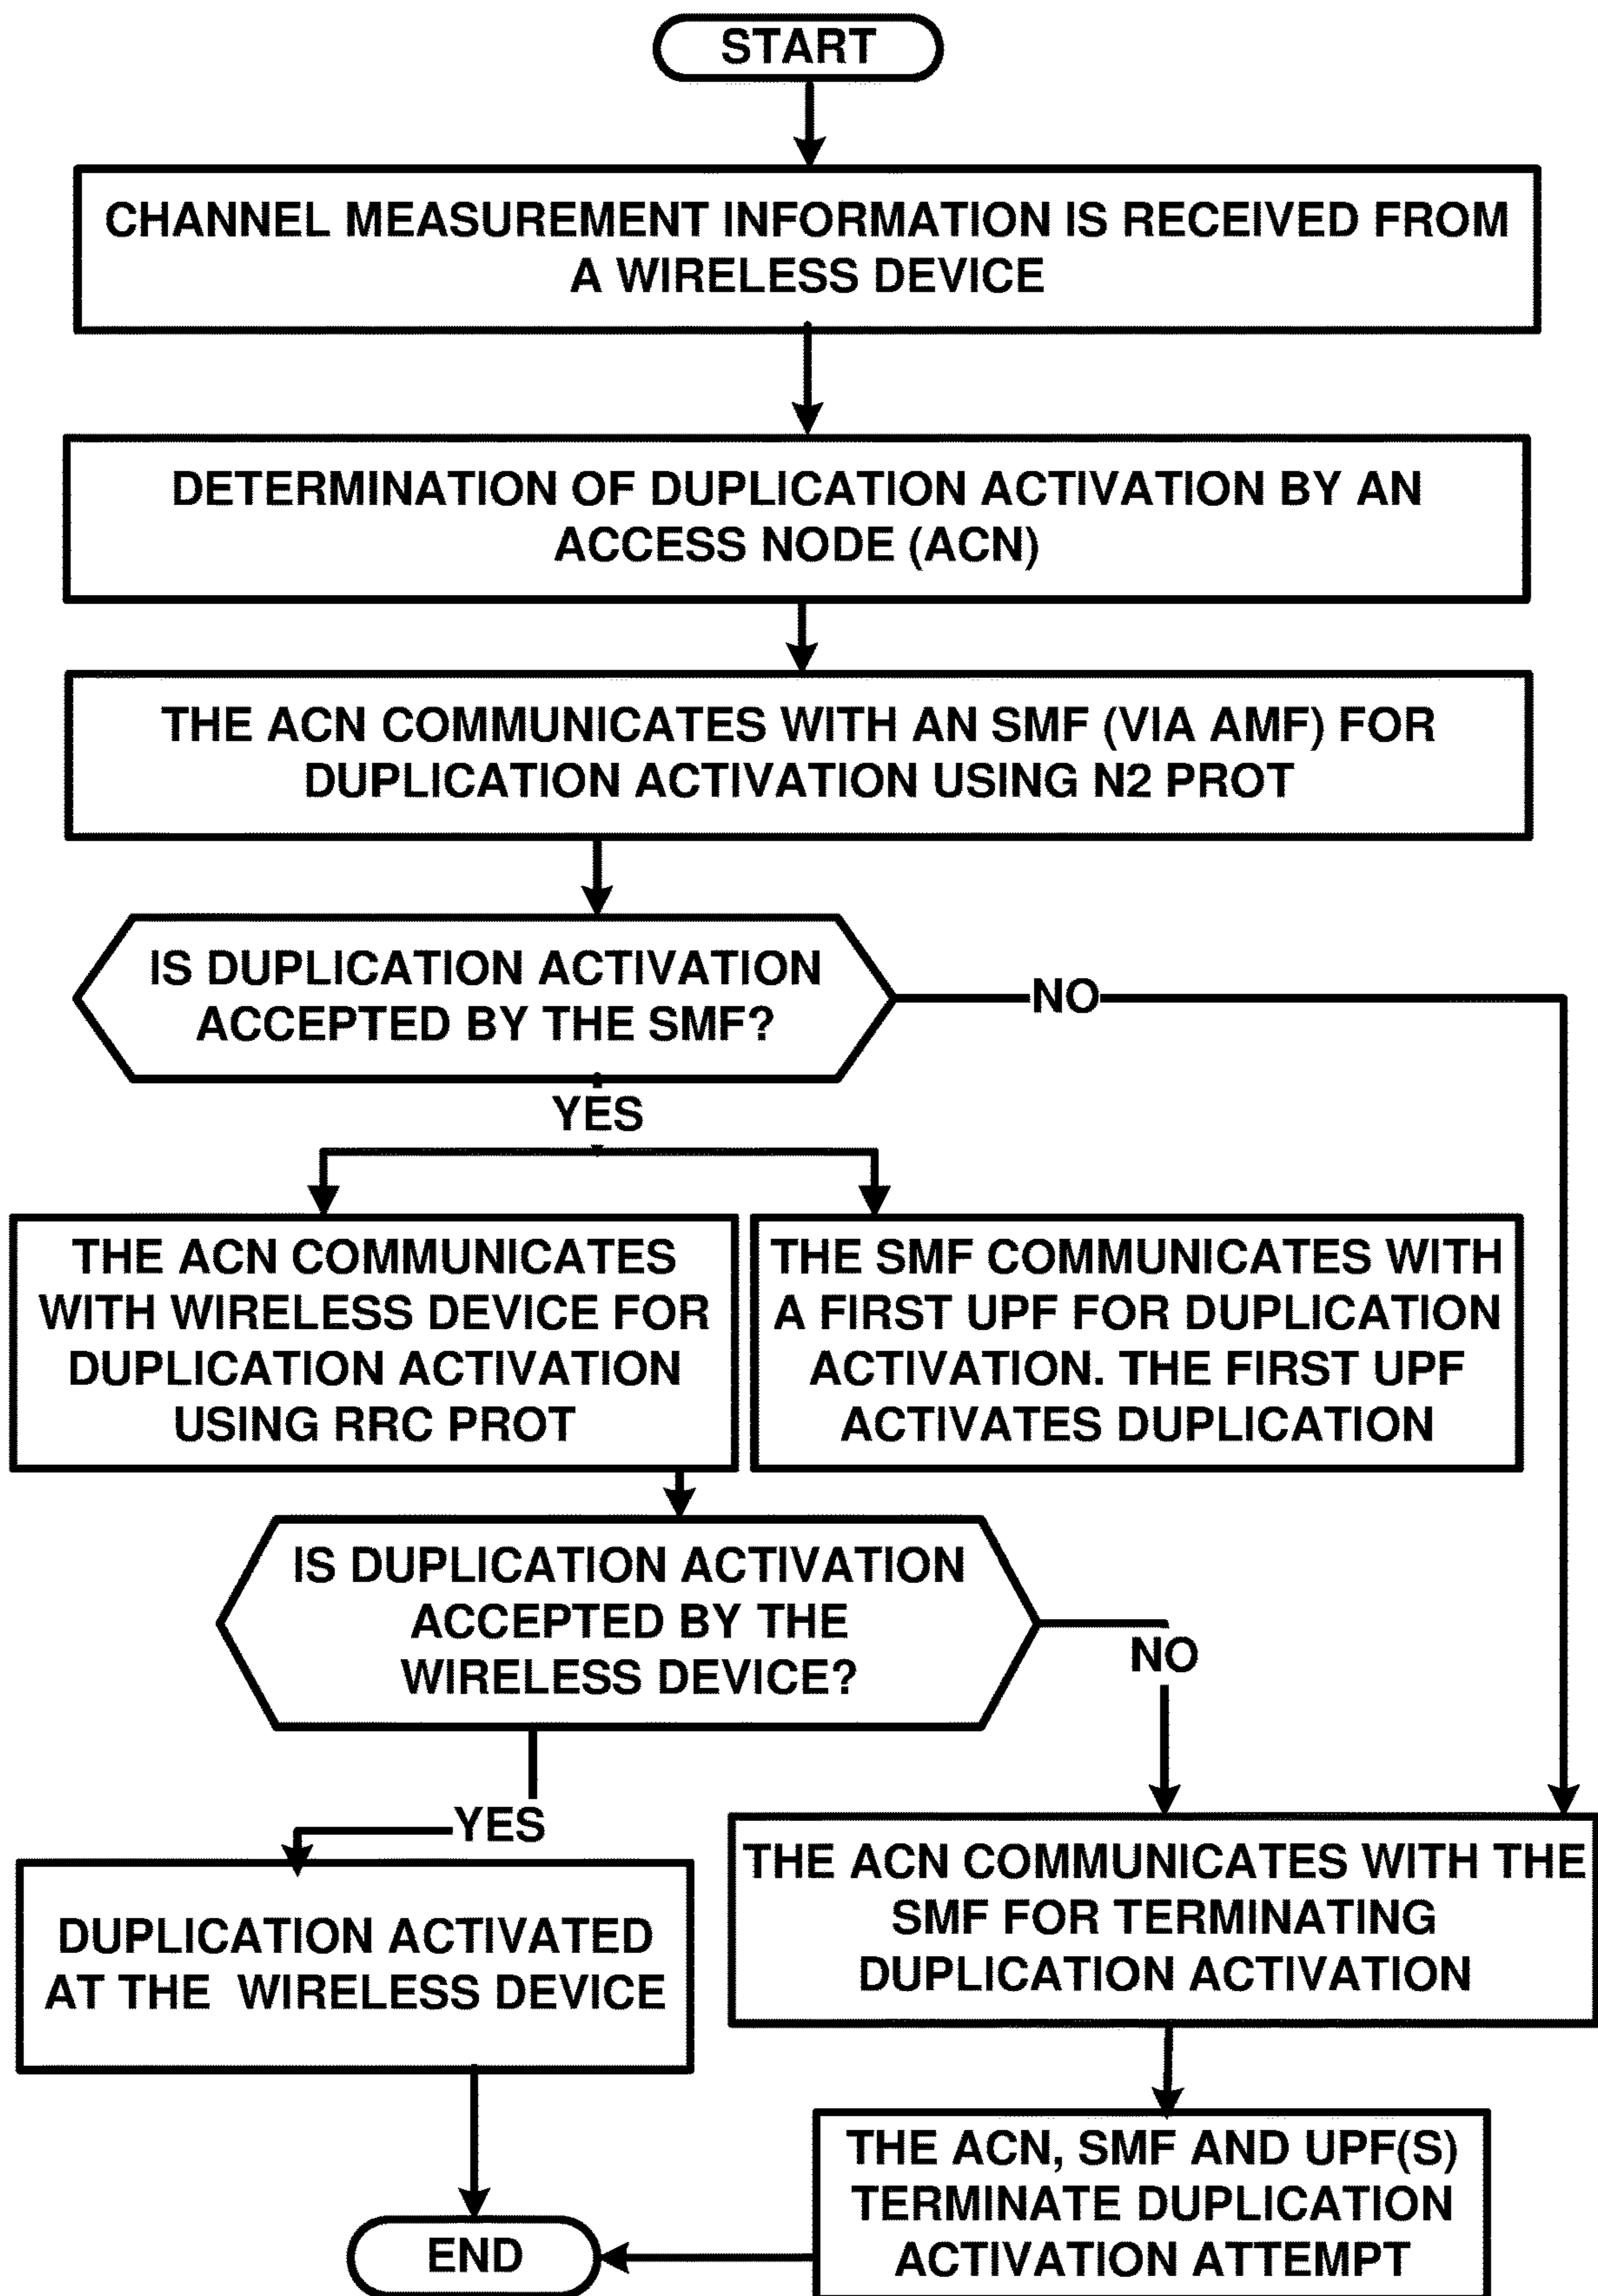 START
CHANNEL MEASUREMENT INFORMATION IS RECEIVED FROM
A WIRELESS DEVICE
DETERMINATION OF DUPLICATION ACTIVATION BY AN
ACCESS NODE (ACN)
THE ACN COMMUNICATES WITH AN SMF (VIA AMF) FOR
DUPLICATION ACTIVATION USING N2 PROT
IS DUPLICATION ACTIVATION
ACCEPTED BY THE SMF?
NO
YES
THE ACN COMMUNICATES
WITH WIRELESS DEVICE FOR
DUPLICATION ACTIVATION
USING RRC PROT
THE SMF COMMUNICATES WITH
A FIRST UPF FOR DUPLICATION
ACTIVATION. THE FIRST UPF
ACTIVATES DUPLICATION
IS DUPLICATION ACTIVATION
ACCEPTED BY THE
WIRELESS DEVICE?
NO
YES
DUPLICATION ACTIVATED
AT THE WIRELESS DEVICE
THE ACN COMMUNICATES WITH THE
SMF FOR TERMINATING
DUPLICATION ACTIVATION
THE ACN, SMF AND UPF(S)
TERMINATE DUPLICATION
ACTIVATION ATTEMPT
END